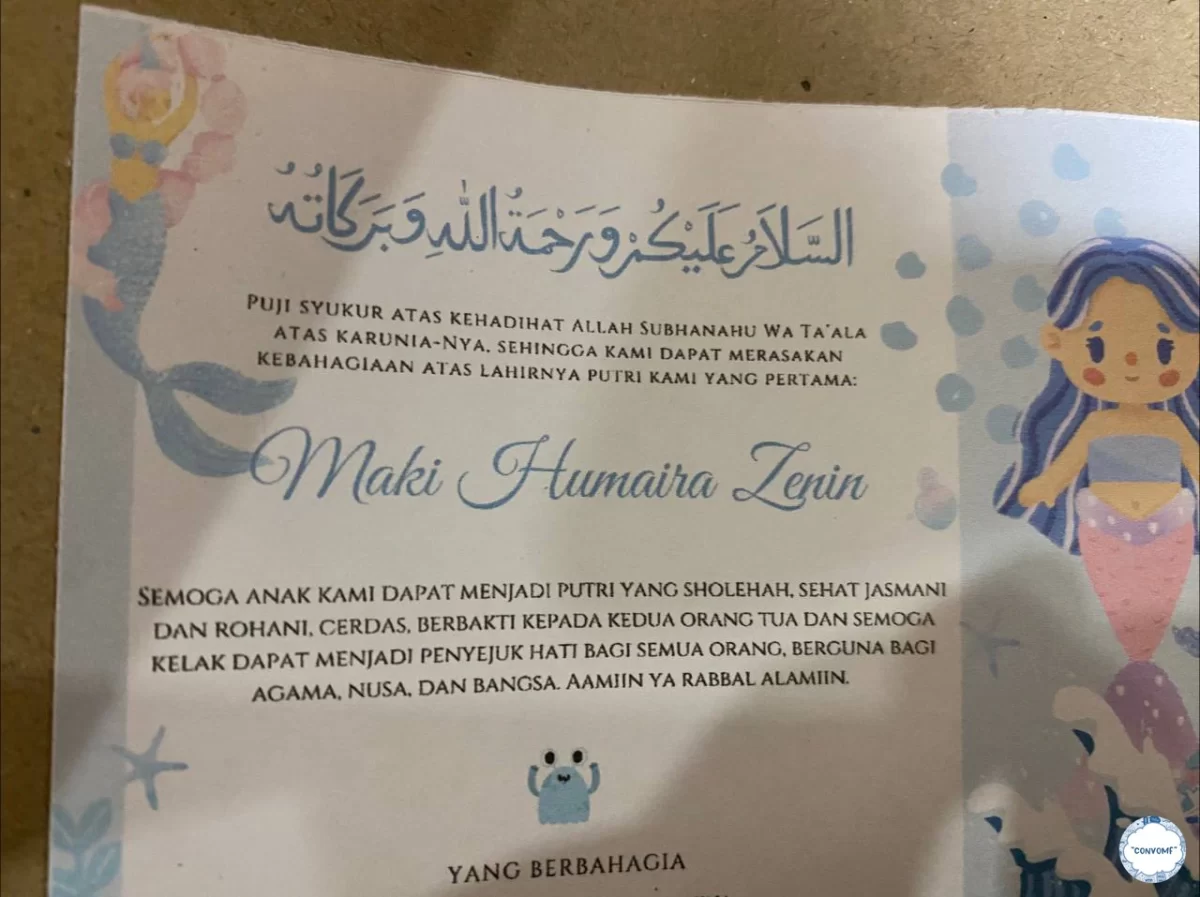 السَّلَامُ عَلَيْكُمْ وَرَحْمَةُ اللهِ وَبَرَكَاتُهُ
PUJI SYUKUR ATAS KEHADIHAT ALLAH SUBHANAHU WA TA'ALA
ATAS KARUNIA-NYA, SEHINGGA KAMI DAPAT MERASAKAN
KEBAHAGIAAN ATAS LAHIRNYA PUTRI KAMI YANG PERTAMA:
Maki Humaira Zenin
SEMOGA ANAK KAMI DAPAT MENJADI PUTRI YANG SHOLEHAH, SEHAT JASMANI
DAN ROHANI, CERDAS, BERBAKTI KEPADA KEDUA ORANG TUA DAN SEMOGA
KELAK DAPAT MENJADI PENYEJUK HATI BAGI SEMUA ORANG, BERGUNA BAGI
AGAMA, NUSA, DAN BANGSA. AAMIIN YA RABBAL ALAMIIN.
YANG BERBAHAGIA
"CONVOMF"